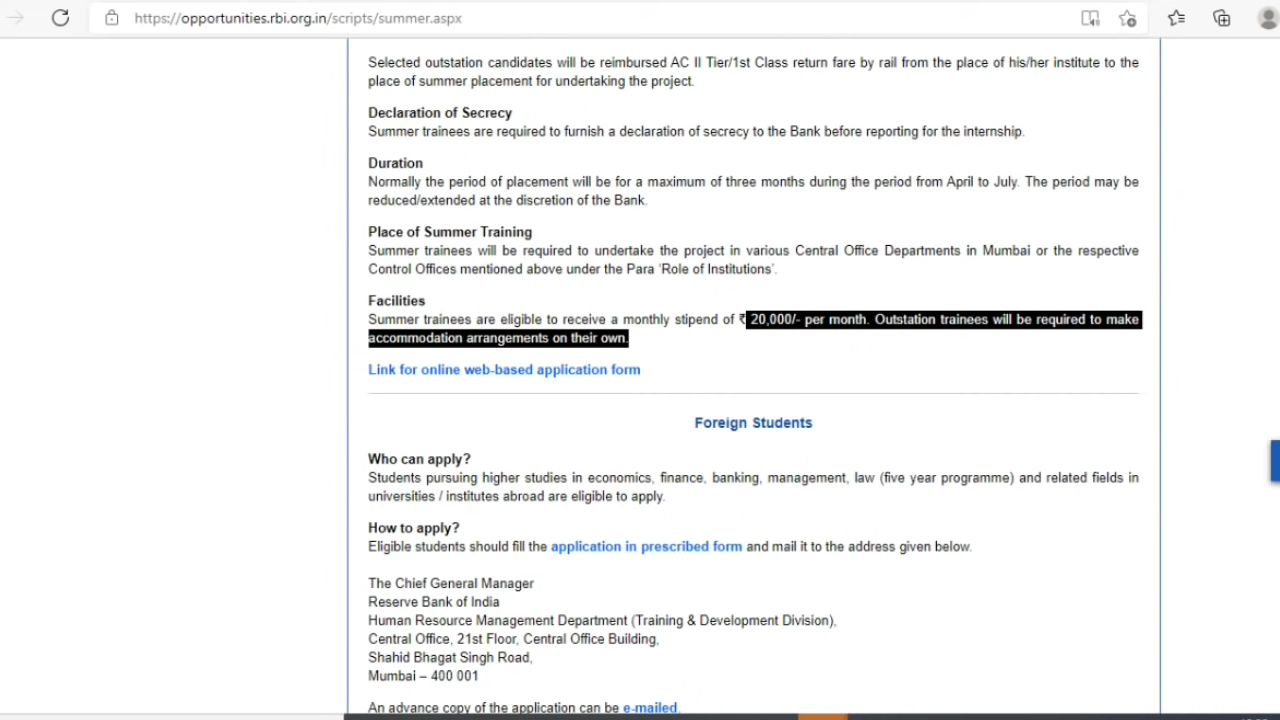 https://opportunities.rbi.org.in/scripts/summer.aspx
Selected outstation candidates will be reimbursed AC II Tier/1st Class return fare by rail from the place of his/her institute to the
place of summer placement for undertaking the project.
Declaration of Secrecy
Summer trainees are required to furnish a declaration of secrecy to the Bank before reporting for the internship.
Duration
Normally the period of placement will be for a maximum of three months during the period from April to July. The period may be
reduced/extended at the discretion of the Bank.
Place of Summer Training
Summer trainees will be required to undertake the project in various Central Office Departments in Mumbai or the respective
Control Offices mentioned above under the Para 'Role of Institutions'.
Facilities
Summer trainees are eligible to receive a monthly stipend of ₹ 20,000/- per month. Outstation trainees will be required to make
accommodation arrangements on their own.
Link for online web-based application form
Foreign Students
Who can apply?
Students pursuing higher studies in economics, finance, banking, management, law (five year programme) and related fields in
universities / institutes abroad are eligible to apply.
How to apply?
Eligible students should fill the application in prescribed form and mail it to the address given below.
The Chief General Manager
Reserve Bank of India
Human Resource Management Department (Training & Development Division),
Central Office, 21st Floor, Central Office Building,
Shahid Bhagat Singh Road,
Mumbai – 400 001
An advance copy of the application can be e-mailed.